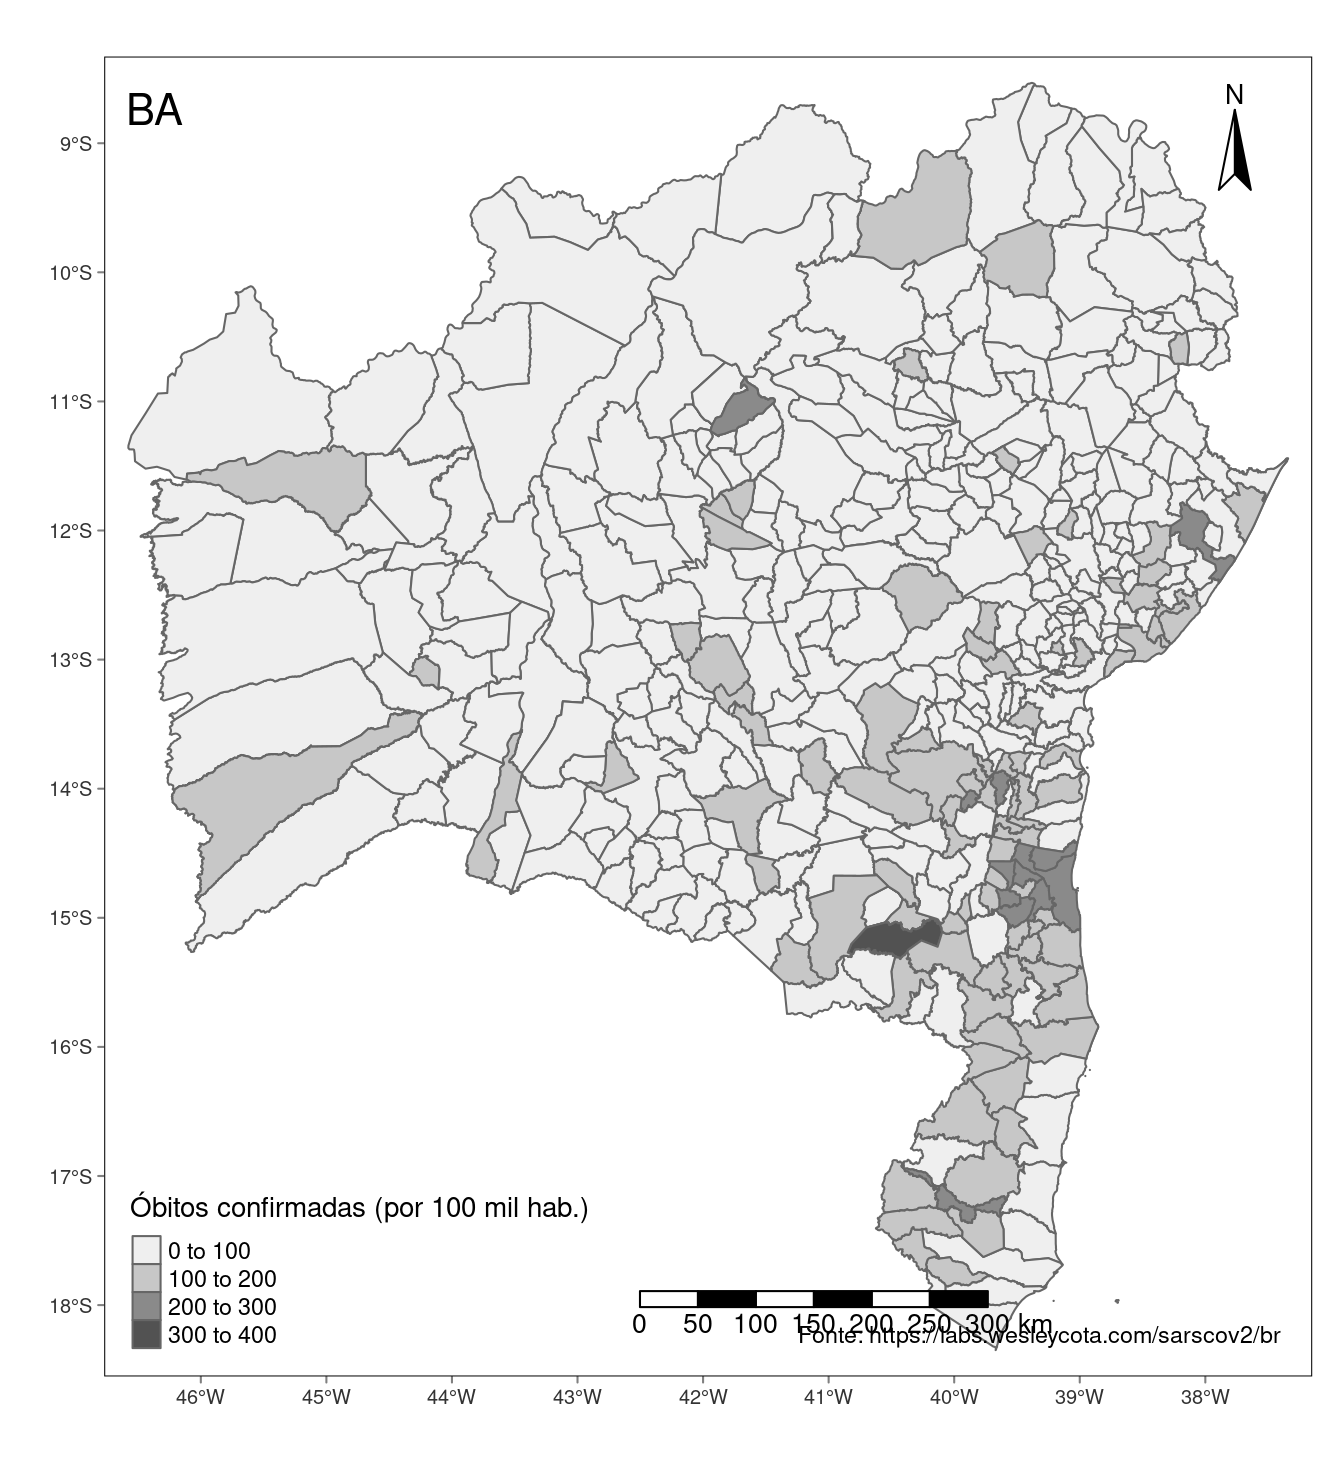 BA
N
9°S
10°S
11°S
12°S
13°S
14°S
15°S
16°S
17°S
18°S
Óbitos confirmadas (por 100 mil hab.)
0 to 100
100 to 200
200 to 300
300 to 400
0 50 100 150 200 250 300 km
Fonte: https://labs.wesleycota.com/sarscov2/br
46°W 45°W 44°W 43°W 42°W 41°W 40°W 39°W 38°W